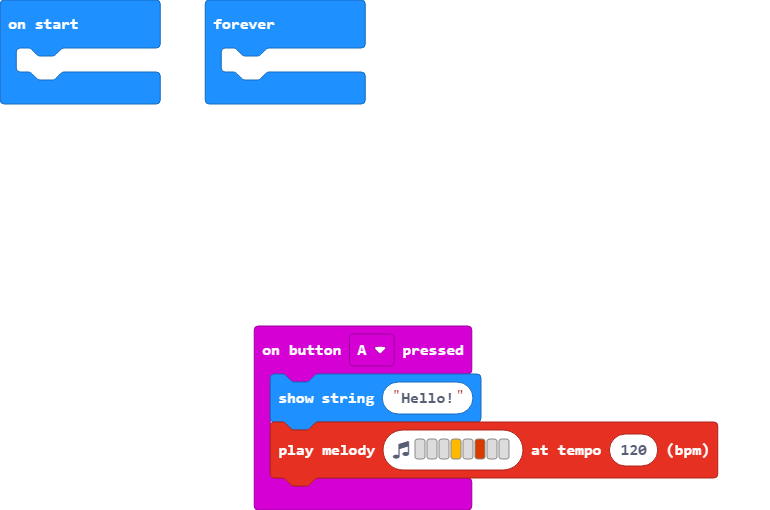 on start
forever
on button A pressed
show string "Hello!"
play melody at tempo 120 (bpm)